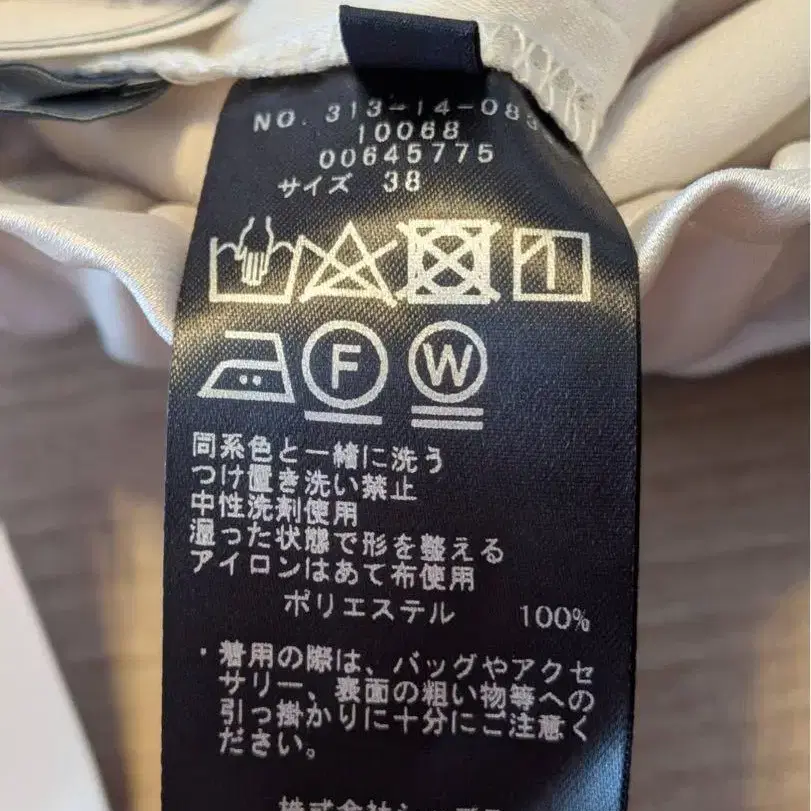 NO. 313-14-083
10068
00645775
サイズ 38
F W
同系色と一緒に洗う
つけ置き洗い禁止
中性洗剤使用
湿った状態で形を整える
アイロンはあて布使用
ポリエステル 100%
・着用の際は、バッグやアクセ
サリー、表面の粗い物等への
引っ掛かりに十分にご注意く
ださい。
株式会社